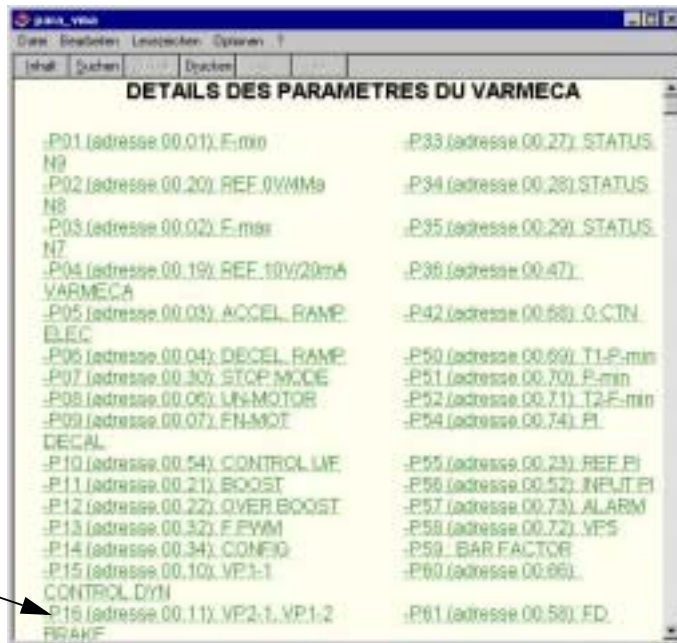 para_vma
Datei Bearbeiten Lesezeichen Optionen ?
Inhalt Suchen Drucken
DETAILS DES PARAMETRES DU VARMECA
-P01 (adresse 00.01): F-min -P33 (adresse 00.27): STATUS
N9
-P02 (adresse 00.20): REF 0V/4Ma -P34 (adresse 00.28) STATUS
N8
-P03 (adresse 00.02): F-max -P35 (adresse 00.29): STATUS
N7
-P04 (adresse 00.19): REF 10V/20mA -P36 (adresse 00.47):
VARMECA
-P05 (adresse 00.03): ACCEL. RAMP -P42 (adresse 00.68): O.CTN
ELEC
-P06 (adresse 00.04): DECEL. RAMP -P50 (adresse 00.69): T1-P-min
-P07 (adresse 00.30): STOP MODE -P51 (adresse 00.70): P-min
-P08 (adresse 00.06): UN-MOTOR -P52 (adresse 00.71): T2-F-min
-P09 (adresse 00.07): FN-MOT -P54 (adresse 00.74): PI
DECAL
-P10 (adresse 00.54): CONTROL U/F -P55 (adresse 00.23): REF PI
-P11 (adresse 00.21): BOOST -P56 (adresse 00.52): INPUT PI
-P12 (adresse 00.22): OVER BOOST -P57 (adresse 00.73): ALARM
-P13 (adresse 00.32): F.PWM -P58 (adresse 00.72): VPS
-P14 (adresse 00.34): CONFIG -P59 : BAR FACTOR
-P15 (adresse 00.10): VP1-1 -P60 (adresse 00.66):
CONTROL DYN
-P16 (adresse 00.11): VP2-1, VP1-2 -P61 (adresse 00.58): FD.
BRAKE